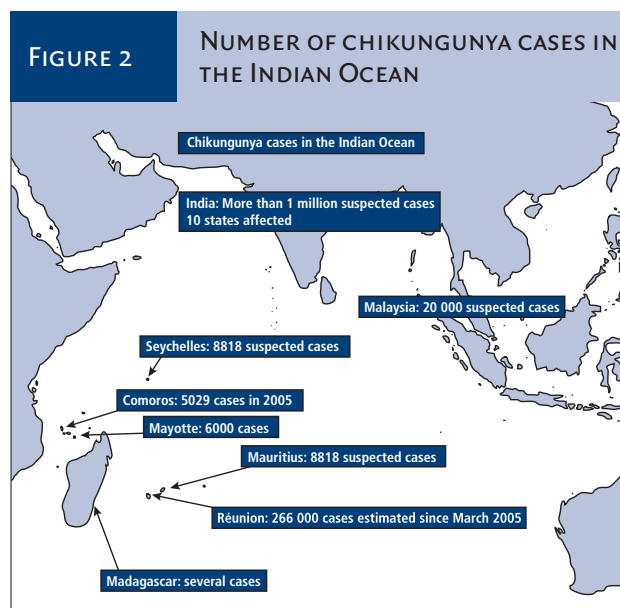 FIGURE 2
NUMBER OF CHIKUNGUNYA CASES IN
THE INDIAN OCEAN
Chikungunya cases in the Indian Ocean
India: More than 1 million suspected cases
10 states affected
Malaysia: 20 000 suspected cases
Seychelles: 8818 suspected cases
Comoros: 5029 cases in 2005
Mayotte: 6000 cases
Mauritius: 8818 suspected cases
Réunion: 266 000 cases estimated since March 2005
Madagascar: several cases